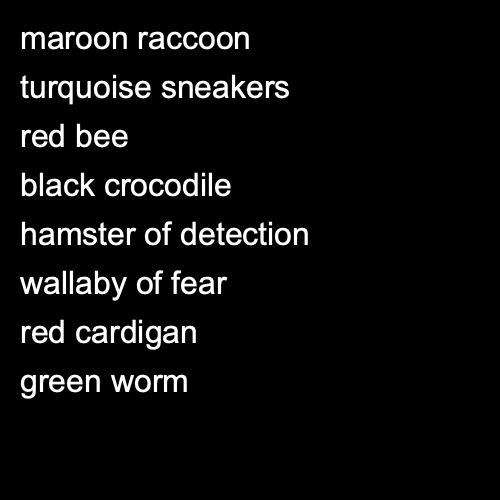 maroon raccoon
turquoise sneakers
red bee
black crocodile
hamster of detection
wallaby of fear
red cardigan
green worm